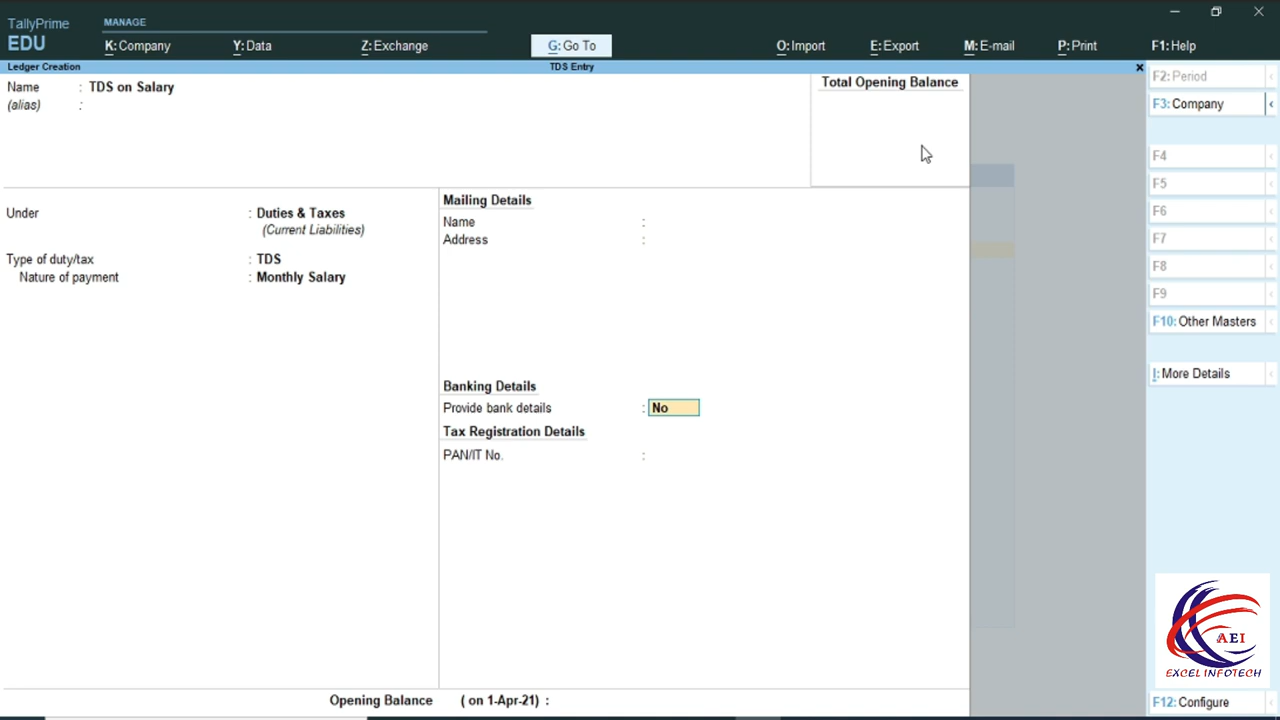 TallyPrime
EDU
MANAGE
K: Company
Y: Data
Z: Exchange
G: Go To
O: Import
E: Export
M: E-mail
P: Print
F1: Help
Ledger Creation
TDS Entry
Name : TDS on Salary
(alias) :
Total Opening Balance
Under : Duties & Taxes
(Current Liabilities)
Type of duty/tax : TDS
Nature of payment : Monthly Salary
Mailing Details
Name :
Address :
Banking Details
Provide bank details : No
Tax Registration Details
PAN/IT No. :
Opening Balance ( on 1-Apr-21) :
F2: Period
F3: Company
F4
F5
F6
F7
F8
F9
F10: Other Masters
I: More Details
AEI
EXCEL INFOTECH
F12: Configure